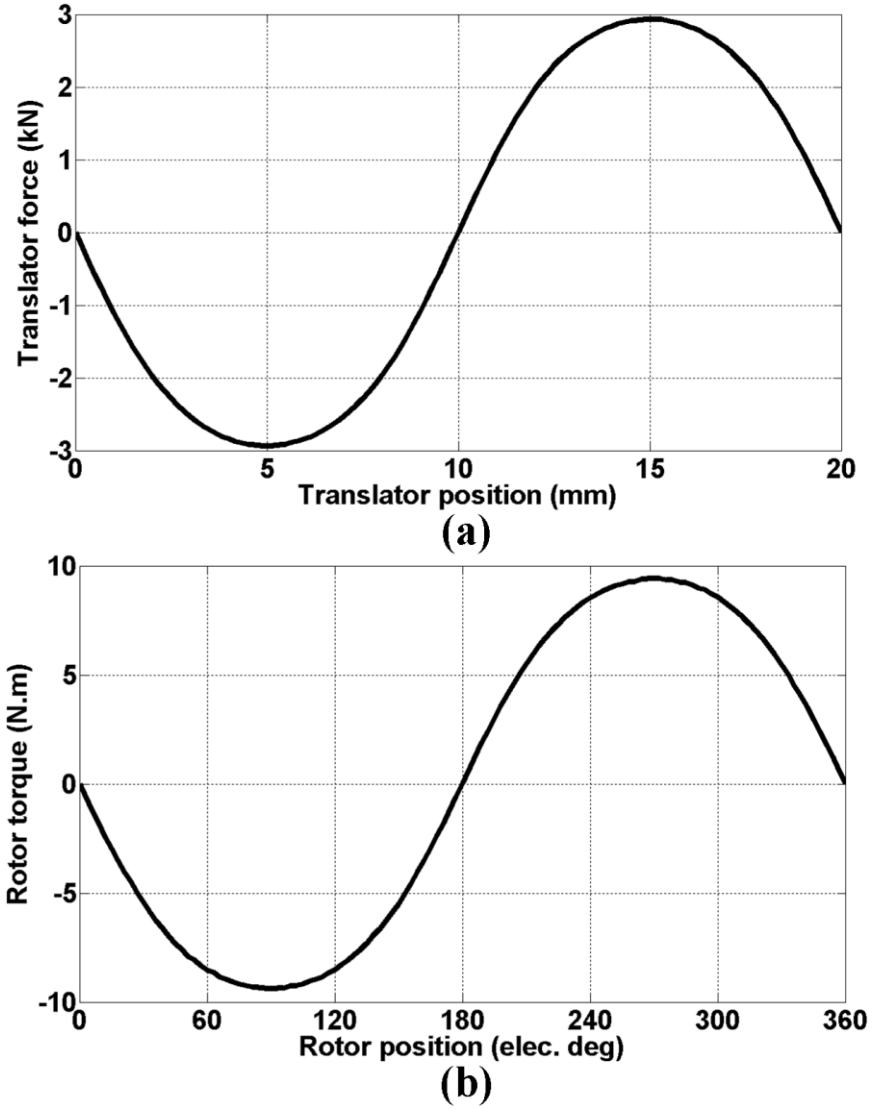 3
2
1
0
-1
-2
-3
Translator force (kN)
0 5 10 15 20
Translator position (mm)
(a)
10
5
0
-5
-10
Rotor torque (N.m)
0 60 120 180 240 300 360
Rotor position (elec. deg)
(b)